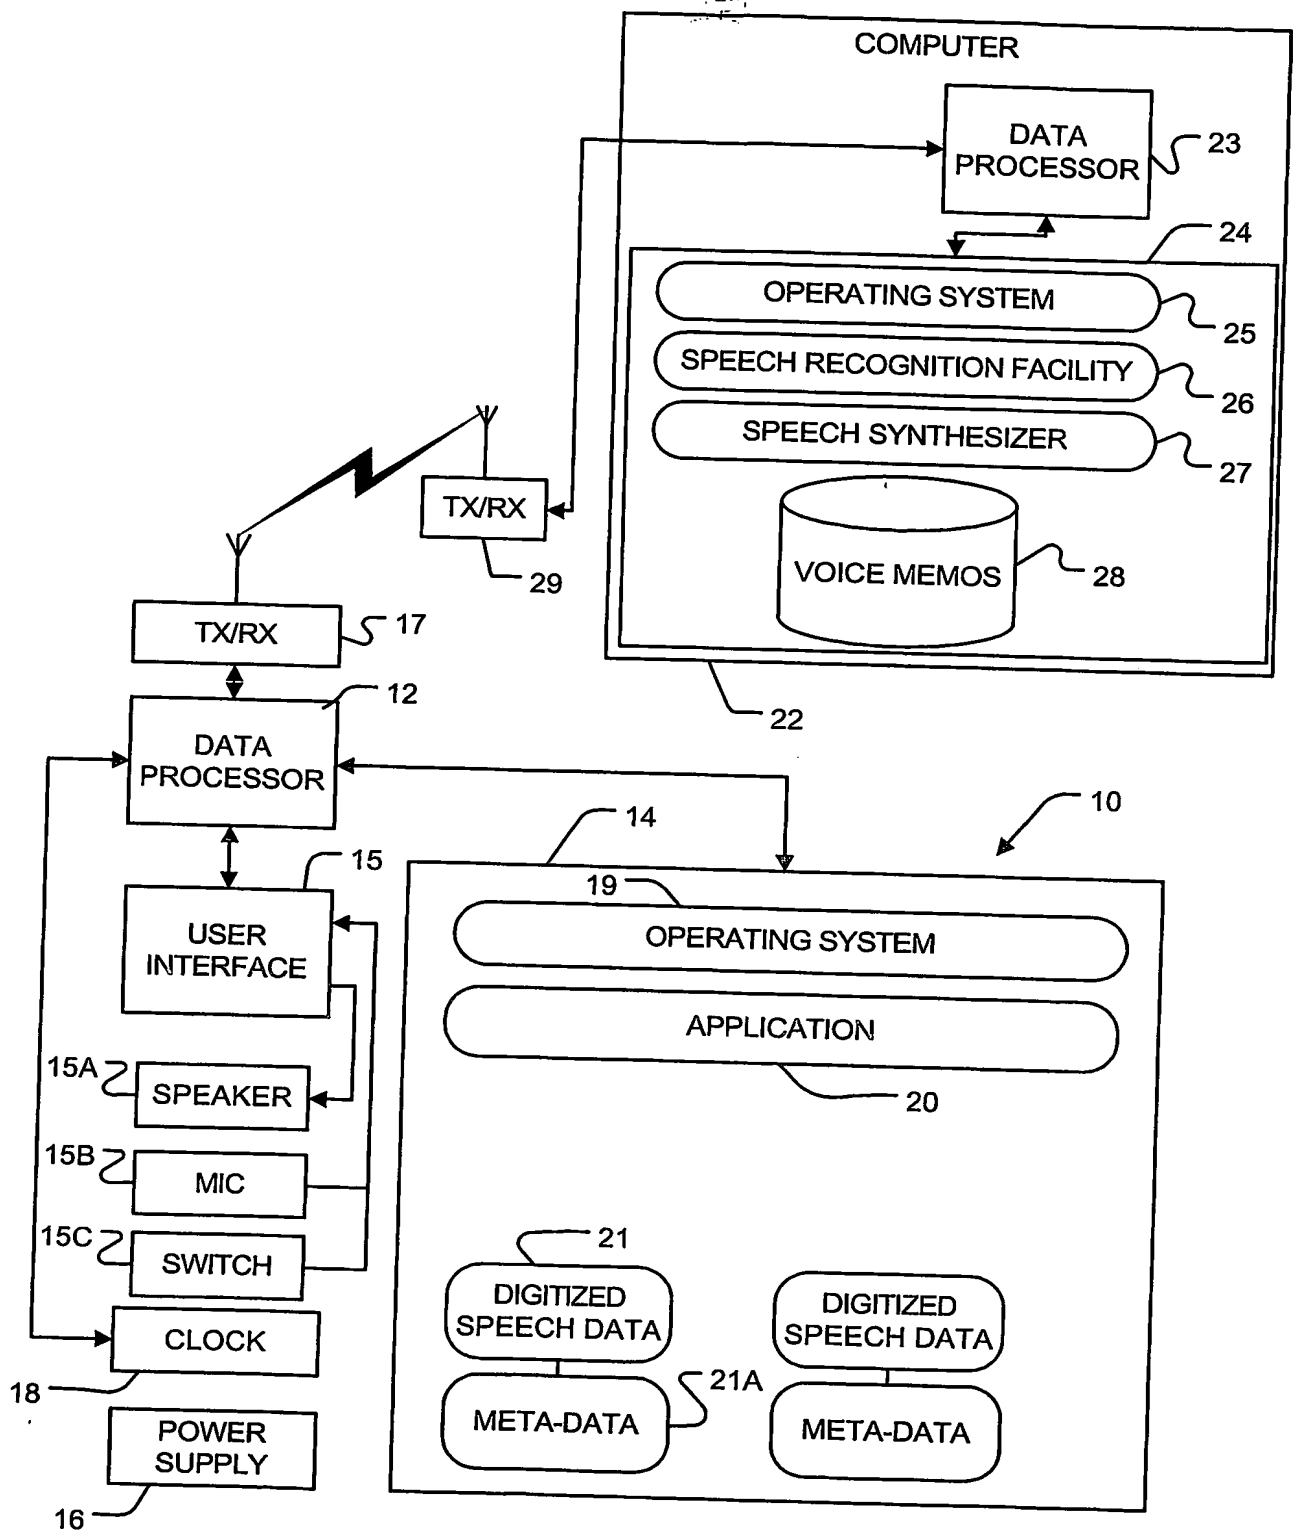 COMPUTER
DATA
PROCESSOR
23
24
OPERATING SYSTEM
25
SPEECH RECOGNITION FACILITY
26
SPEECH SYNTHESIZER
27
VOICE MEMOS
28
22
TX/RX
29
TX/RX
17
12
DATA
PROCESSOR
10
14
15
USER
INTERFACE
19
OPERATING SYSTEM
APPLICATION
20
15A
SPEAKER
15B
MIC
15C
SWITCH
CLOCK
18
POWER
SUPPLY
16
21
DIGITIZED
SPEECH DATA
META-DATA
21A
DIGITIZED
SPEECH DATA
META-DATA